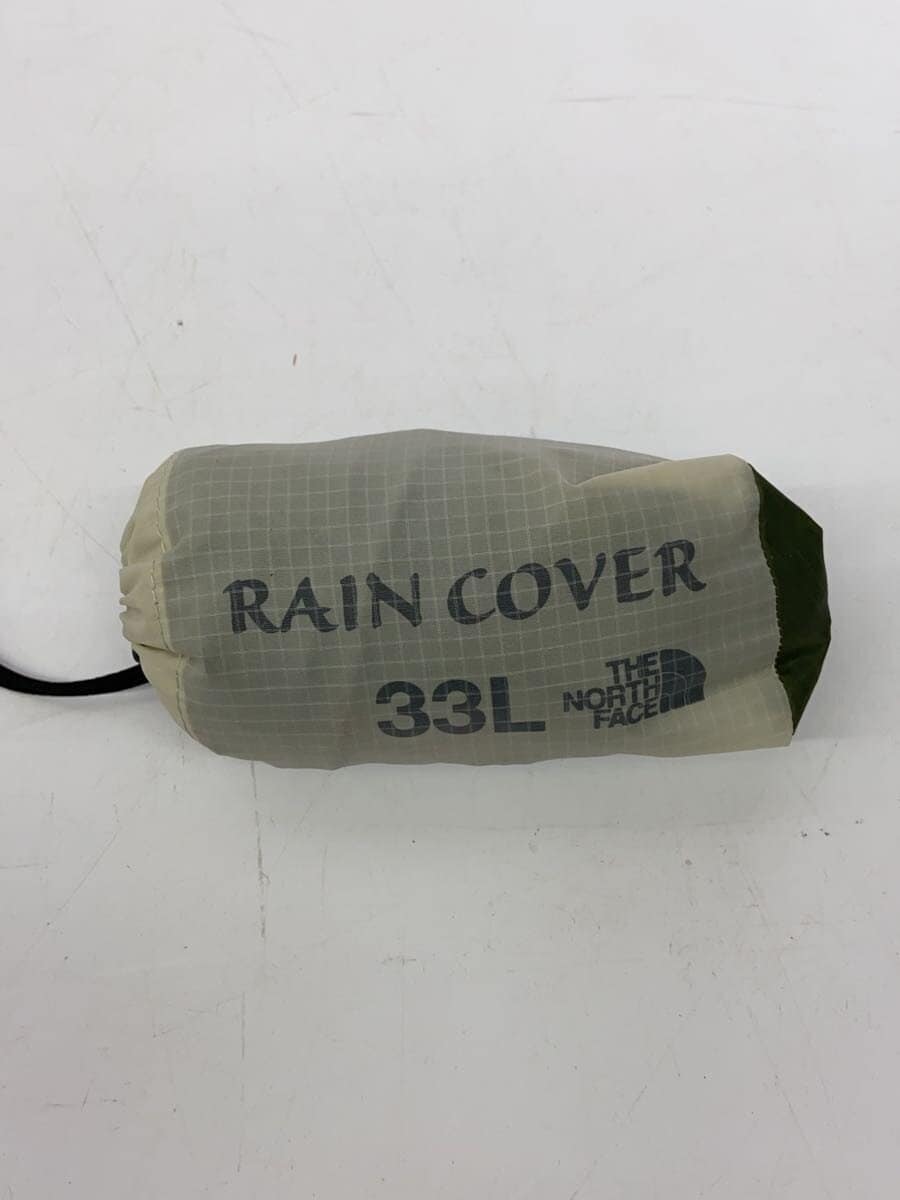 RAIN COVER
33L
THE
NORTH
FACE